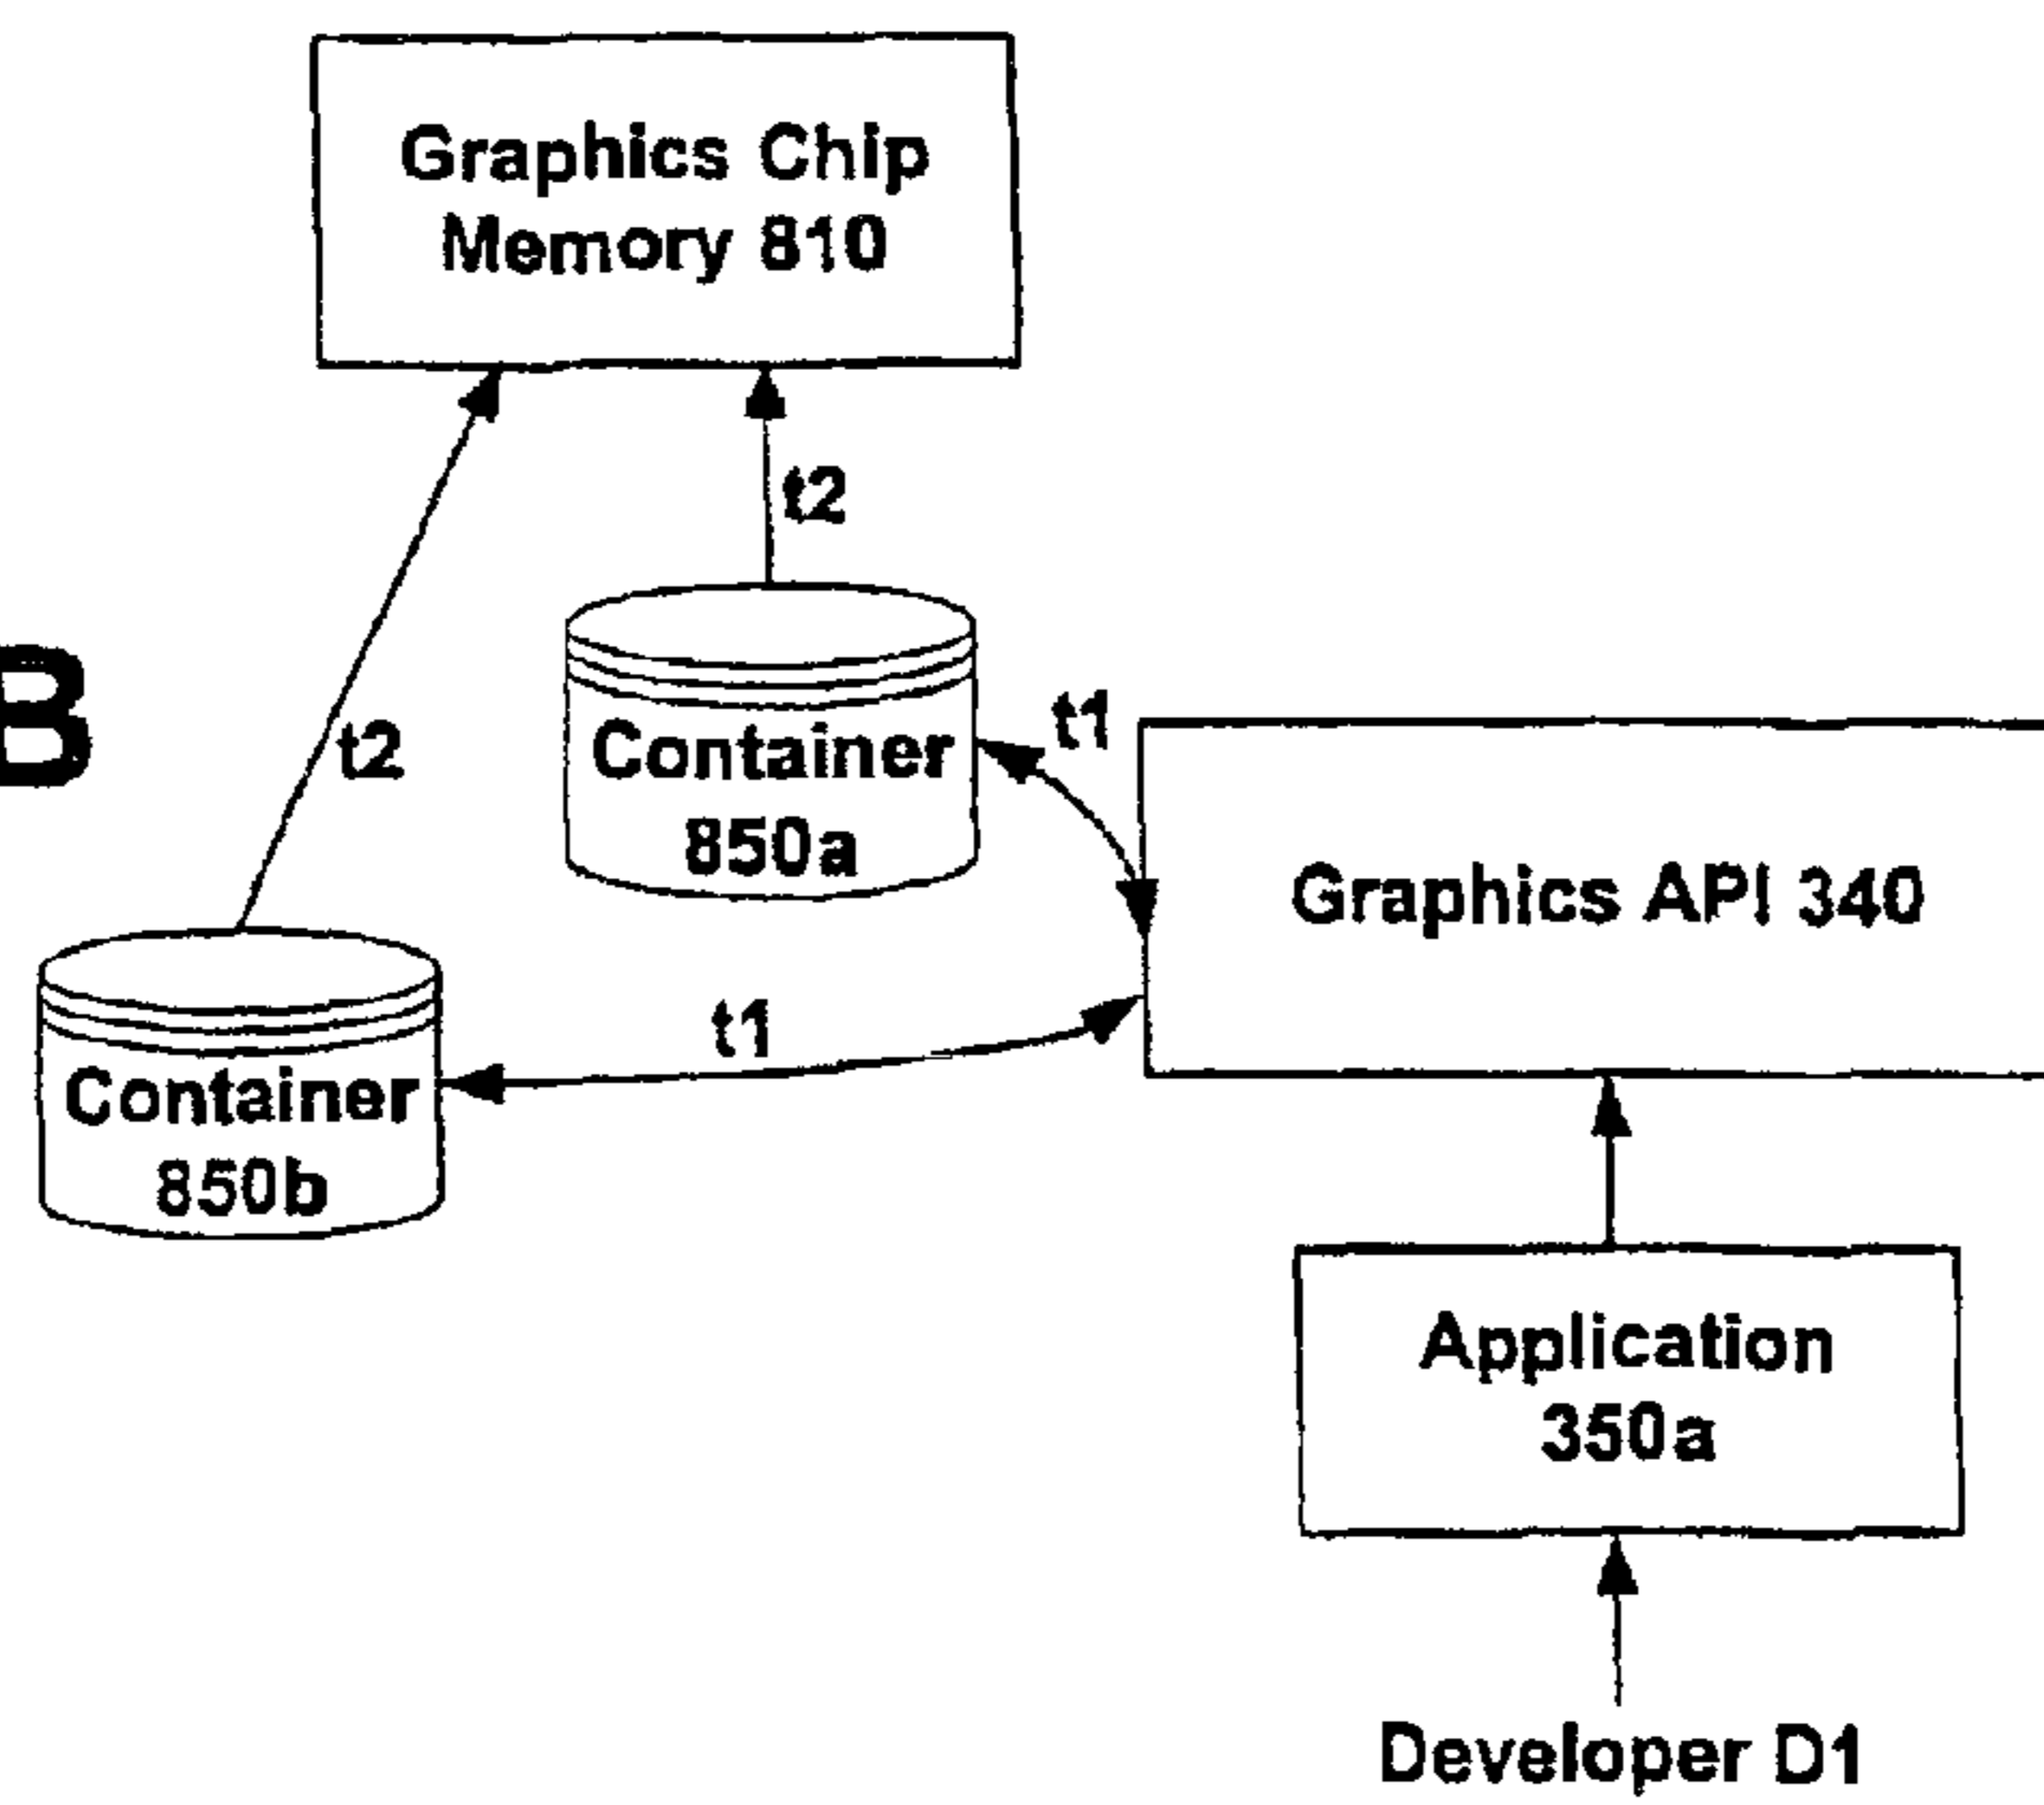 Graphics Chip
Memory 810
t2
B
t2
Container
850a
t1
Graphics API 340
t1
Container
850b
Application
350a
Developer D1